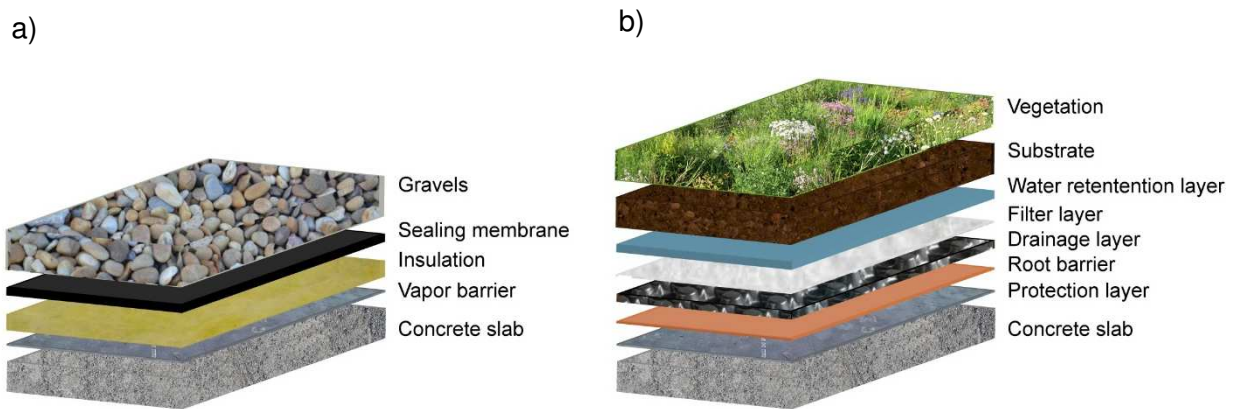 a)
Gravels
Sealing membrane
Insulation
Vapor barrier
Concrete slab
b)
Vegetation
Substrate
Water retentention layer
Filter layer
Drainage layer
Root barrier
Protection layer
Concrete slab